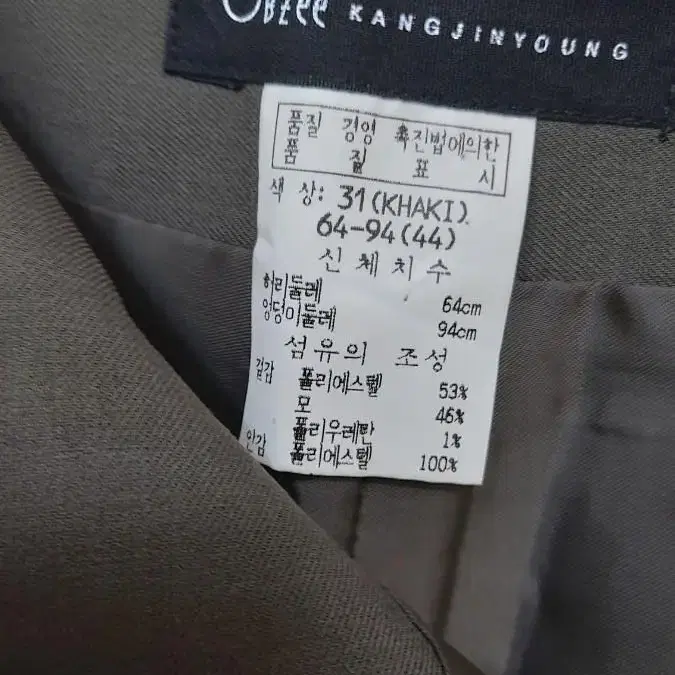 Obzee KANGJINYOUNG
품질 경영 촉진법에의한
품 질 표 시
색 상: 31(KHAKI)
64-94(44)
신체치수
허리둘레 64cm
엉덩이둘레 94cm
섬유의 조성
겉감 폴리에스텔 53%
모 46%
폴리우레탄 1%
안감 폴리에스텔 100%